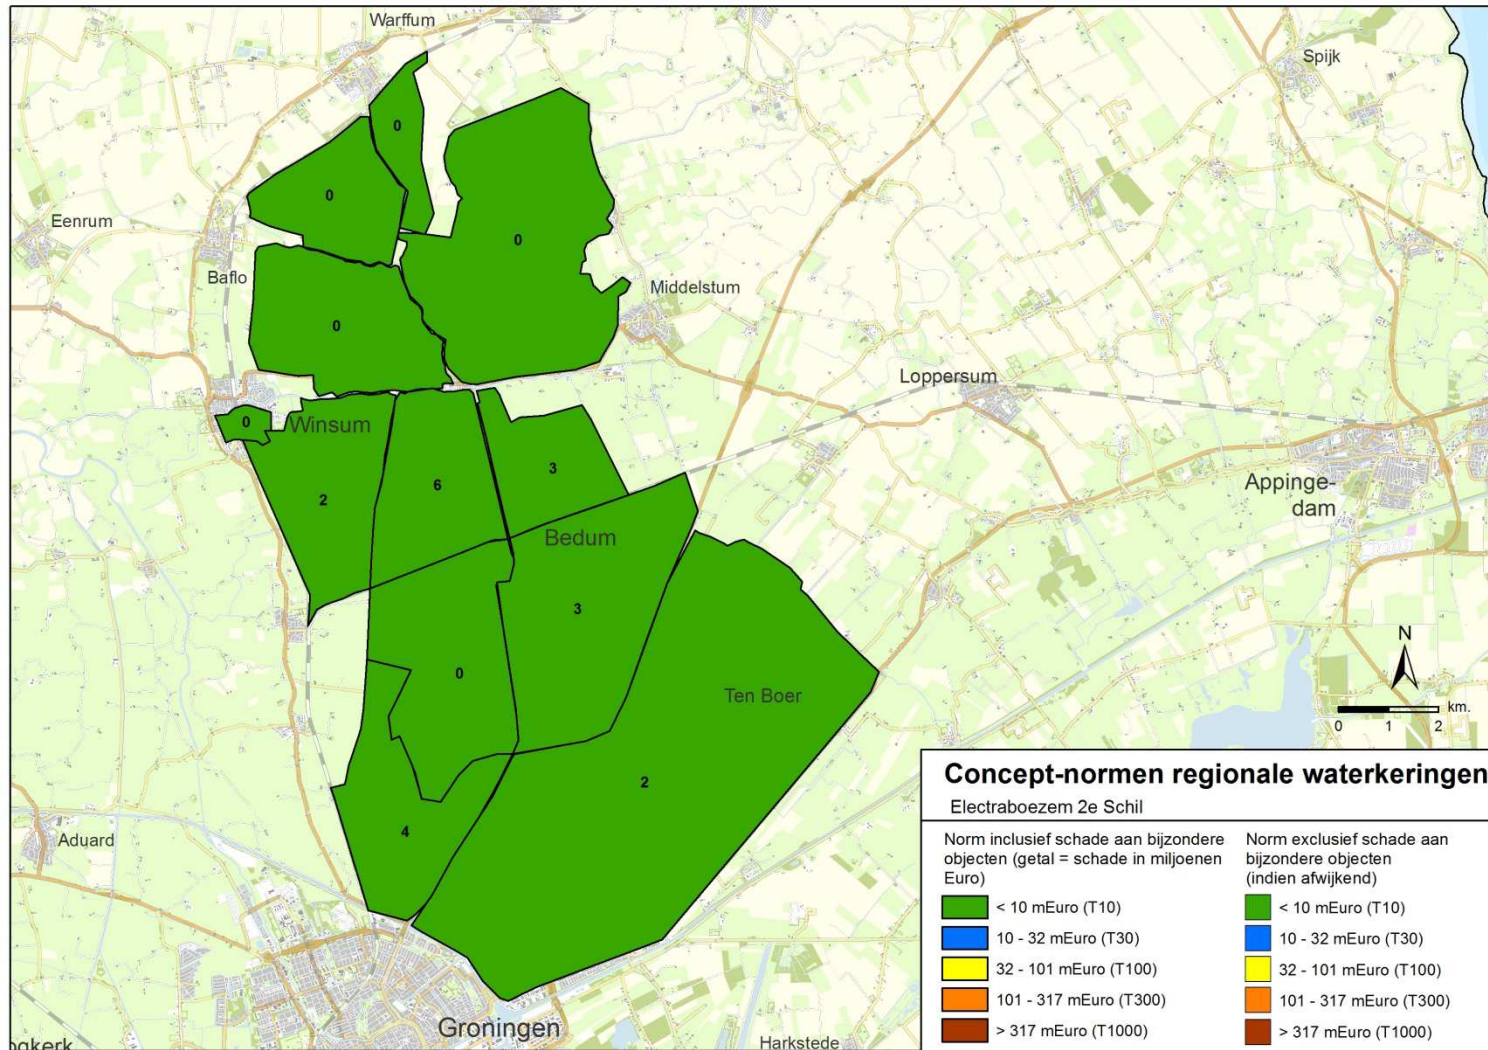 Warffum
Spijk
0
0
Eenrum
0
Baflo
Middelstum
0
Loppersum
0
Winsum
3
6
2
Appinge-
dam
Bedum
3
N
0
Ten Boer
km.
0 1 2
2
4
Aduard
Groningen
Harkstede
ogkerk
Concept-normen regionale waterkeringen
Electraboezem 2e Schil
Norm inclusief schade aan bijzondere
objecten (getal = schade in miljoenen
Euro)
< 10 mEuro (T10)
10 - 32 mEuro (T30)
32 - 101 mEuro (T100)
101 - 317 mEuro (T300)
> 317 mEuro (T1000)
Norm exclusief schade aan
bijzondere objecten
(indien afwijkend)
< 10 mEuro (T10)
10 - 32 mEuro (T30)
32 - 101 mEuro (T100)
101 - 317 mEuro (T300)
> 317 mEuro (T1000)